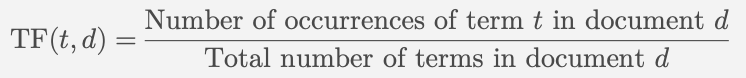 TF(t, d) = Number of occurrences of term t in document d / Total number of terms in document d